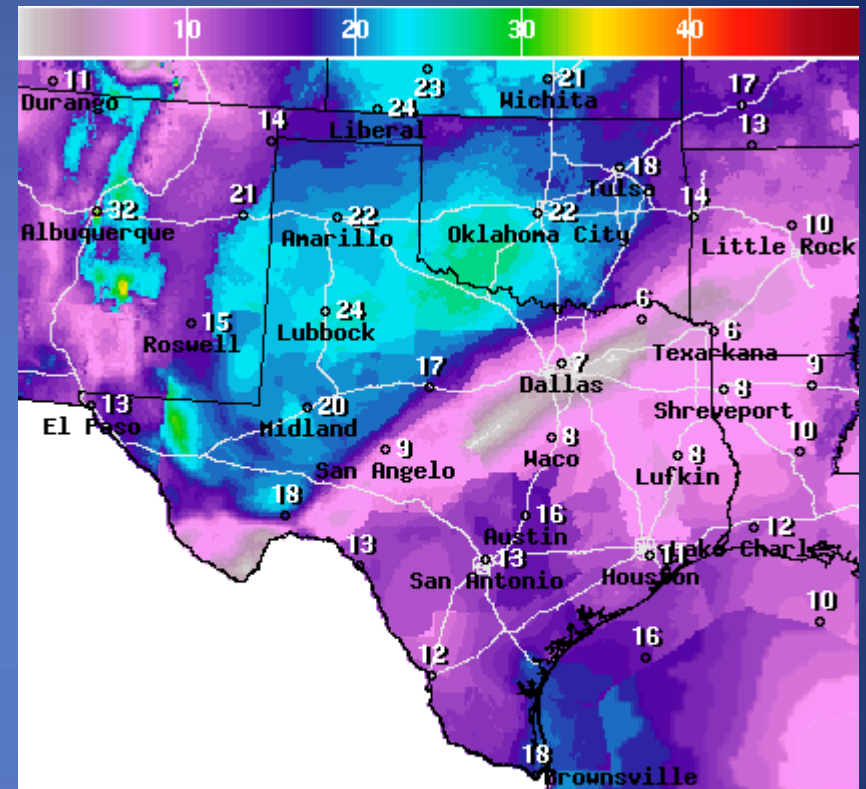 10 20 30 40
11
Durango
23
21
Wichita
24
Liberal
17
14
13
18
Tulsa
32
Albuquerque
21
22
Amarillo
22
Oklahoma City
14
10
Little Rock
15
Roswell
24
Lubbock
6
6
Texarkana
7
Dallas
17
9
8
Shreveport
13
El Paso
20
Midland
9
San Angelo
8
Waco
8
Lufkin
10
18
16
Austin
12
Lake Charl
13
13
San Antonio
11
Houston
10
16
12
18
Brownsville